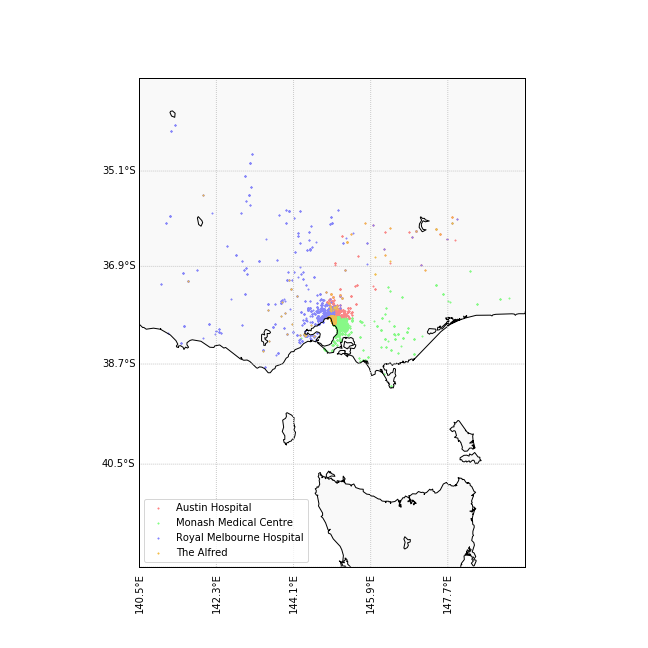 35.1°S
36.9°S
38.7°S
40.5°S
Austin Hospital
Monash Medical Centre
Royal Melbourne Hospital
The Alfred
140.5°E
142.3°E
144.1°E
145.9°E
147.7°E